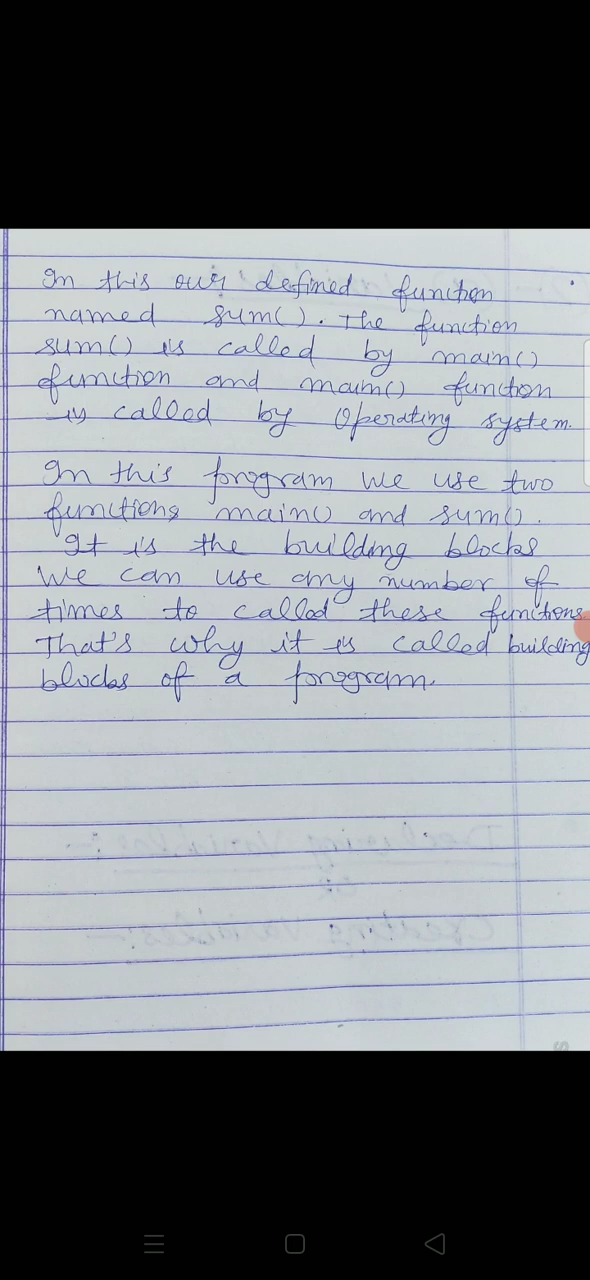 In this our defined function
named sum(). The function
sum() is called by main()
function and main() function
is called by Operating system.
In this program we use two
functions main() and sum().
It is the building blocks
We can use any number of
times to called these functions.
That's why it is called building
blocks of a program.